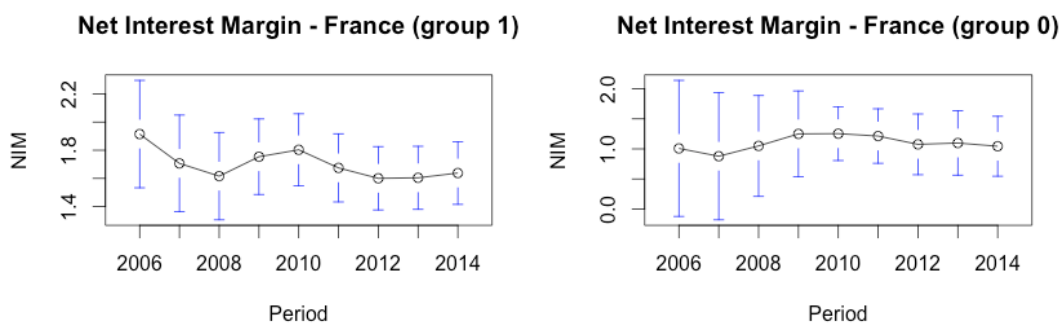 Net Interest Margin - France (group 1)
NIM
2.2
1.8
1.4
2006 2008 2010 2012 2014
Period
Net Interest Margin - France (group 0)
NIM
2.0
1.0
0.0
2006 2008 2010 2012 2014
Period